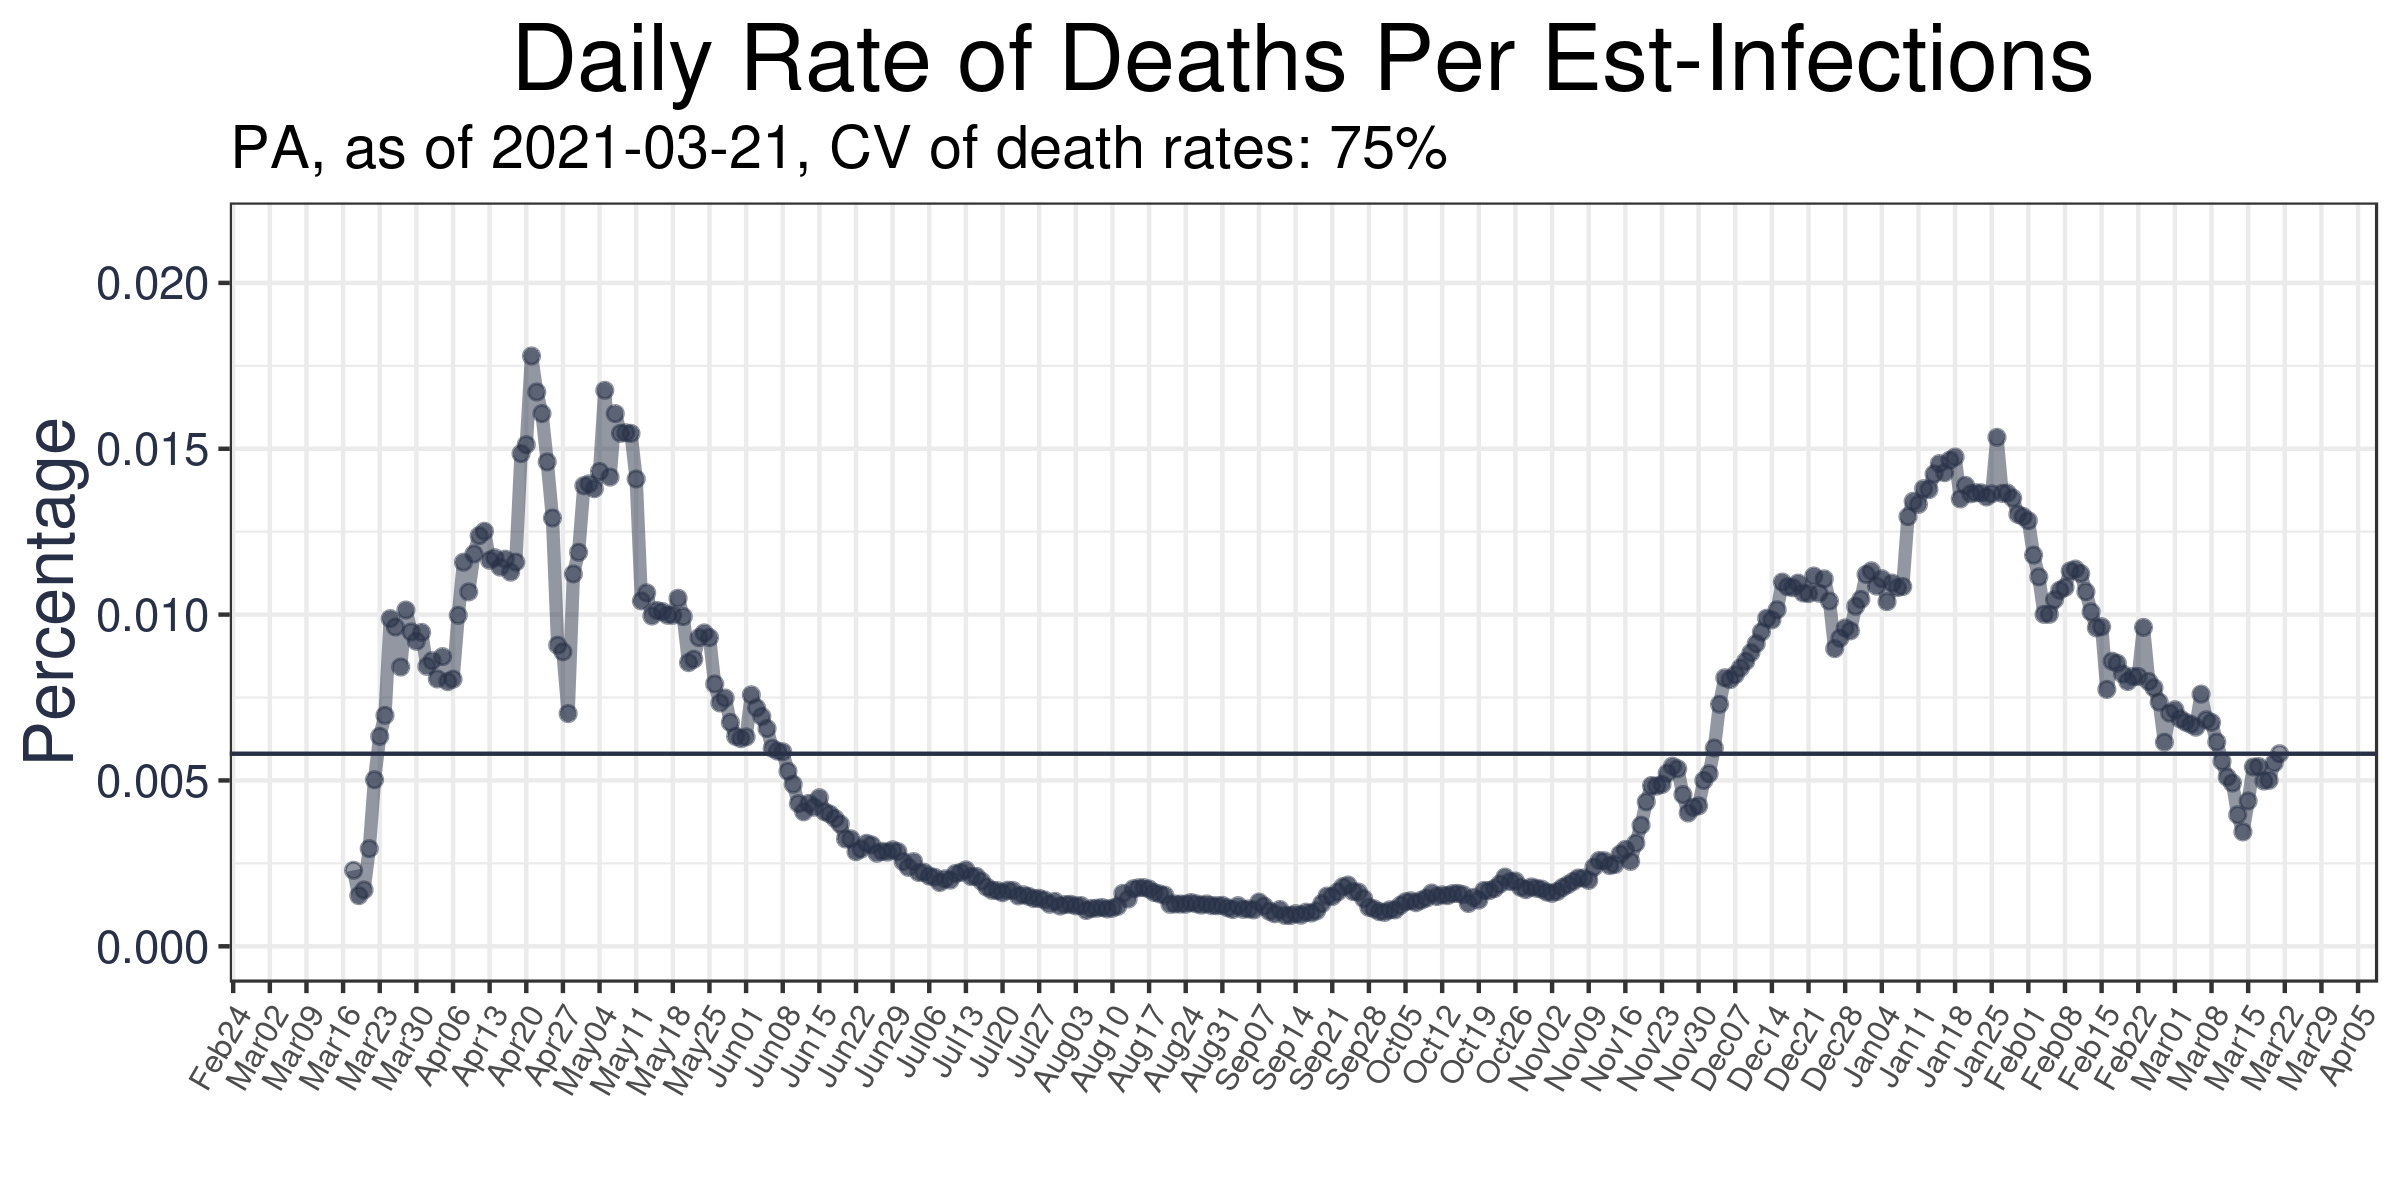 Daily Rate of Deaths Per Est-Infections
PA, as of 2021-03-21, CV of death rates: 75%
Percentage
0.020
0.015
0.010
0.005
0.000
Feb24
Mar02
Mar09
Mar16
Mar23
Mar30
Apr06
Apr13
Apr20
Apr27
May04
May11
May18
May25
Jun01
Jun08
Jun15
Jun22
Jun29
Jul06
Jul13
Jul20
Jul27
Aug03
Aug10
Aug17
Aug24
Aug31
Sep07
Sep14
Sep21
Sep28
Oct05
Oct12
Oct19
Oct26
Nov02
Nov09
Nov16
Nov23
Nov30
Dec07
Dec14
Dec21
Dec28
Jan04
Jan11
Jan18
Jan25
Feb01
Feb08
Feb15
Feb22
Mar01
Mar08
Mar15
Mar22
Mar29
Apr05